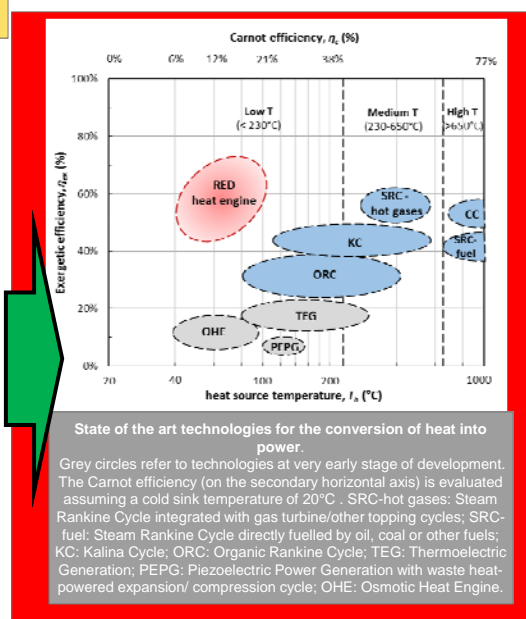 Carnot efficiency, ηc (%)
0% 6% 12% 21% 38% 77%
100%
80%
60%
40%
20%
0%
Exergetic efficiency, ηex (%)
Low T
(< 230°C)
Medium T
(230-650°C)
High T
(>650°C)
RED
heat engine
SRC -
hot gases
CC
KC
SRC-
fuel
ORC
TEG
OHE
PEPG
20 40 100 200 1000
heat source temperature, Th (°C)
State of the art technologies for the conversion of heat into
power.
Grey circles refer to technologies at very early stage of development.
The Carnot efficiency (on the secondary horizontal axis) is evaluated
assuming a cold sink temperature of 20°C . SRC-hot gases: Steam
Rankine Cycle integrated with gas turbine/other topping cycles; SRC-
fuel: Steam Rankine Cycle directly fuelled by oil, coal or other fuels;
KC: Kalina Cycle; ORC: Organic Rankine Cycle; TEG: Thermoelectric
Generation; PEPG: Piezoelectric Power Generation with waste heat-
powered expansion/ compression cycle; OHE: Osmotic Heat Engine.